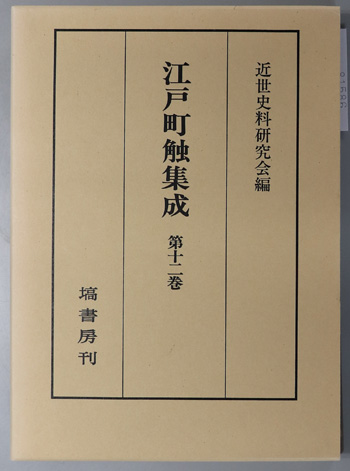 近世史料研究会編
江戸町触集成 第十二巻
塙書房刊